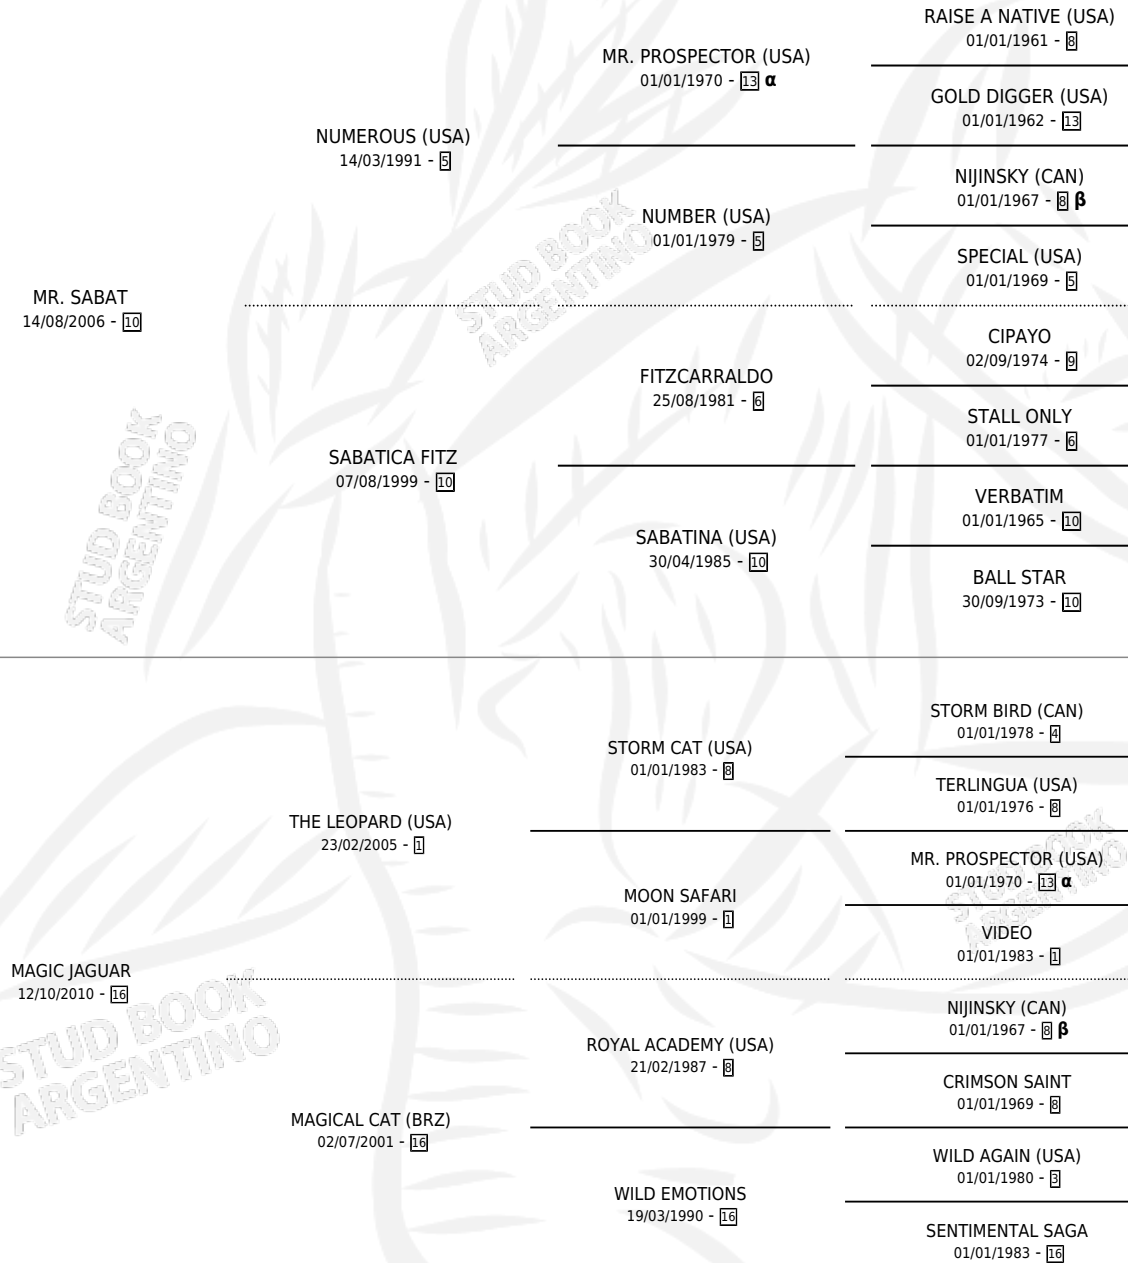 RAISE A NATIVE (USA)
01/01/1961 - 8
MR. PROSPECTOR (USA)
01/01/1970 - 13 α
GOLD DIGGER (USA)
01/01/1962 - 13
NUMEROUS (USA)
14/03/1991 - 5
NIJINSKY (CAN)
01/01/1967 - 8 β
NUMBER (USA)
01/01/1979 - 5
SPECIAL (USA)
01/01/1969 - 5
MR. SABAT
14/08/2006 - 10
CIPAYO
02/09/1974 - 9
FITZCARRALDO
25/08/1981 - 6
STALL ONLY
01/01/1977 - 6
SABATICA FITZ
07/08/1999 - 10
VERBATIM
01/01/1965 - 10
SABATINA (USA)
30/04/1985 - 10
BALL STAR
30/09/1973 - 10
STORM BIRD (CAN)
01/01/1978 - 4
STORM CAT (USA)
01/01/1983 - 8
TERLINGUA (USA)
01/01/1976 - 8
THE LEOPARD (USA)
23/02/2005 - 1
MR. PROSPECTOR (USA)
01/01/1970 - 13 α
MOON SAFARI
01/01/1999 - 1
VIDEO
01/01/1983 - 1
MAGIC JAGUAR
12/10/2010 - 16
NIJINSKY (CAN)
01/01/1967 - 8 β
ROYAL ACADEMY (USA)
21/02/1987 - 8
CRIMSON SAINT
01/01/1969 - 8
MAGICAL CAT (BRZ)
02/07/2001 - 16
WILD AGAIN (USA)
01/01/1980 - 3
WILD EMOTIONS
19/03/1990 - 16
SENTIMENTAL SAGA
01/01/1983 - 16
STUD BOOK
ARGENTINO
STUD BOOK
ARGENTINO
STUD BOOK
ARGENTINO
STUD BOOK
ARGENTINO